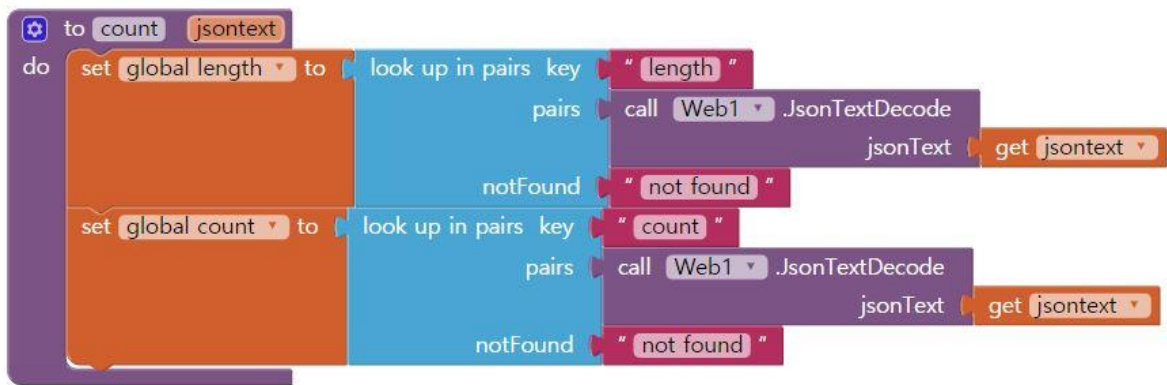 to count jsontext
do set global length to look up in pairs key " length "
pairs call Web1 .JsonTextDecode
jsonText get jsontext
notFound " not found "
set global count to look up in pairs key " count "
pairs call Web1 .JsonTextDecode
jsonText get jsontext
notFound " not found "